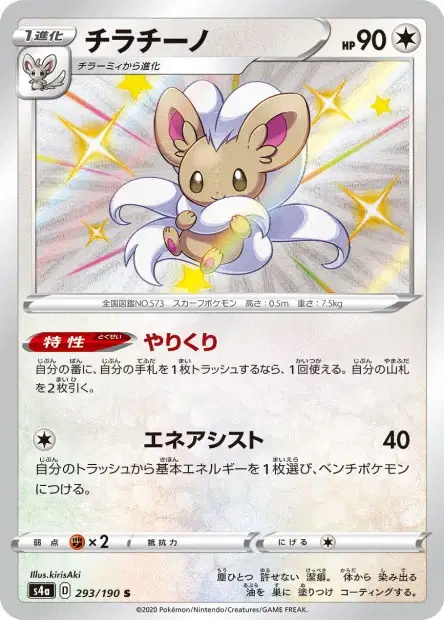 1進化 チラチーノ HP90
チラーミィから進化
全国図鑑NO.573 スカーフポケモン 高さ:0.5m 重さ:7.5kg
特性 とくせい やりくり
自分の番に、自分の手札を1枚トラッシュするなら、1回使える。自分の山札
を2枚引く。
エネアシスト 40
自分のトラッシュから基本エネルギーを1枚選び、ベンチポケモン
につける。
弱点 ×2 抵抗力 にげる
Illus.kirisAki
s4a D 293/190 S
塵ひとつ 許せない 潔癖。 体から 染み出る
油を 巣に 塗りつけ コーティングする。
©2020 Pokémon/Nintendo/Creatures/GAME FREAK.